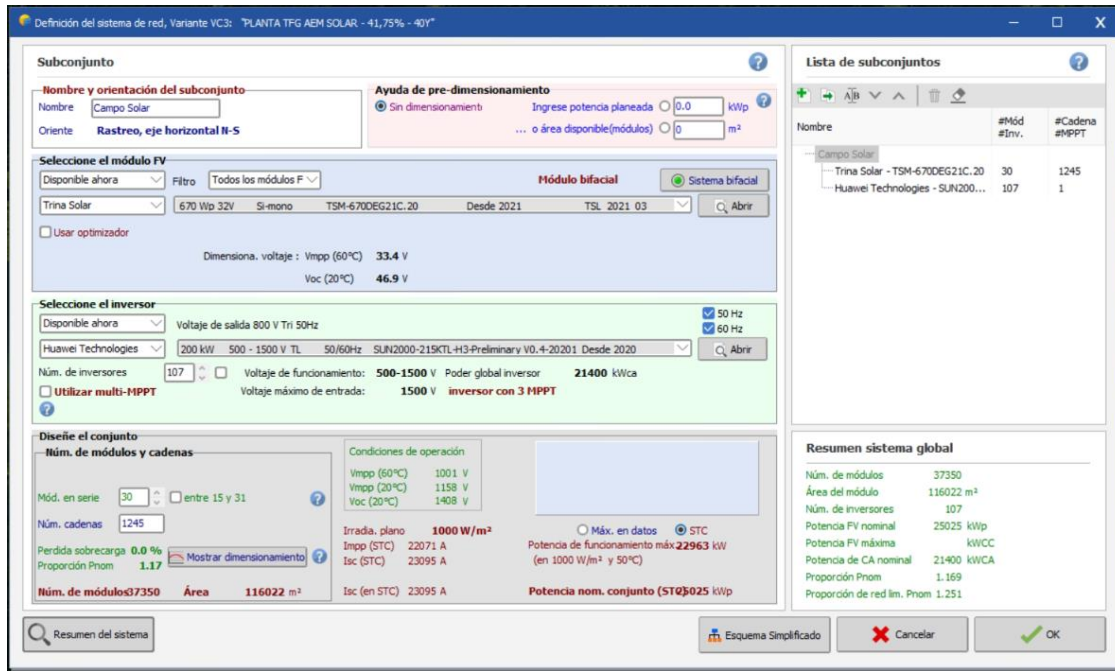 Definición del sistema de red, Variante VC3: "PLANTA TFG AEM SOLAR - 41,75% - 40Y"
Subconjunto
Nombre y orientación del subconjunto
Nombre Campo Solar
Oriente Rastreo, eje horizontal N-S
Ayuda de pre-dimensionamiento
Sin dimensionamient Ingrese potencia planeada 0.0 kWp
... o área disponible(módulos) 0 m²
Seleccione el módulo FV
Disponible ahora Filtro Todos los módulos F Módulo bifacial Sistema bifacial
Trina Solar 670 Wp 32V Si-mono TSM-670DEG21C.20 Desde 2021 TSL_2021_03 Abrir
Usar optimizador
Dimensiona. voltaje : Vmpp (60ºC) 33.4 V
Voc (20ºC) 46.9 V
Seleccione el inversor
Disponible ahora Voltaje de salida 800 V Tri 50Hz 50 Hz
60 Hz
Huawei Technologies 200 kW 500 - 1500 V TL 50/60Hz SUN2000-215KTL-H3-Preliminary V0.4-20201 Desde 2020 Abrir
Núm. de inversores 107 Voltaje de funcionamiento: 500-1500 V Poder global inversor 21400 kWca
Utilizar multi-MPPT Voltaje máximo de entrada: 1500 V inversor con 3 MPPT
Diseñe el conjunto
Núm. de módulos y cadenas
Mód. en serie 30 entre 15 y 31
Núm. cadenas 1245
Perdida sobrecarga 0.0 %
Proporción Pnom 1.17
Mostrar dimensionamiento
Núm. de módulos37350 Área 116022 m²
Condiciones de operación
Vmpp (60ºC) 1001 V
Vmpp (20ºC) 1158 V
Voc (20ºC) 1408 V
Irradia. plano 1000 W/m²
Impp (STC) 22071 A
Isc (STC) 23095 A
Isc (en STC) 23095 A
Máx. en datos STC
Potencia de funcionamiento máx 22963 kW
(en 1000 W/m² y 50ºC)
Potencia nom. conjunto (STC) 25025 kWp
Lista de subconjuntos
Nombre #Mód #Cadena
#Inv. #MPPT
Campo Solar
Trina Solar - TSM-670DEG21C.20 30 1245
Huawei Technologies - SUN200... 107 1
Resumen sistema global
Núm. de módulos 37350
Área del módulo 116022 m²
Núm. de inversores 107
Potencia FV nominal 25025 kWp
Potencia FV máxima kWCC
Potencia de CA nominal 21400 kWCA
Proporción Pnom 1.169
Proporción de red lim. Pnom 1.251
Resumen del sistema
Esquema Simplificado
Cancelar
OK